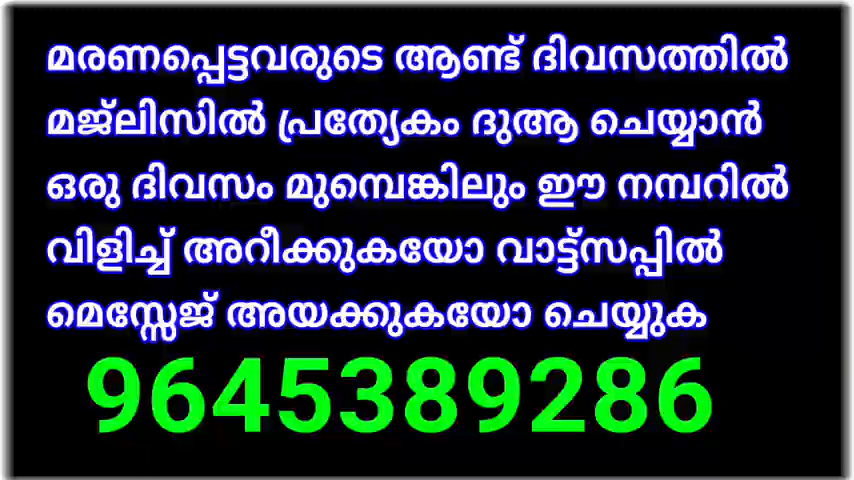 മരണപ്പെട്ടവരുടെ ആണ്ട് ദിവസത്തിൽ
മജ്ലിസിൽ പ്രത്യേകം ദുആ ചെയ്യാൻ
ഒരു ദിവസം മുമ്പെങ്കിലും ഈ നമ്പറിൽ
വിളിച്ച് അറീക്കുകയോ വാട്ട്സപ്പിൽ
മെസ്സേജ് അയക്കുകയോ ചെയ്യുക
9645389286